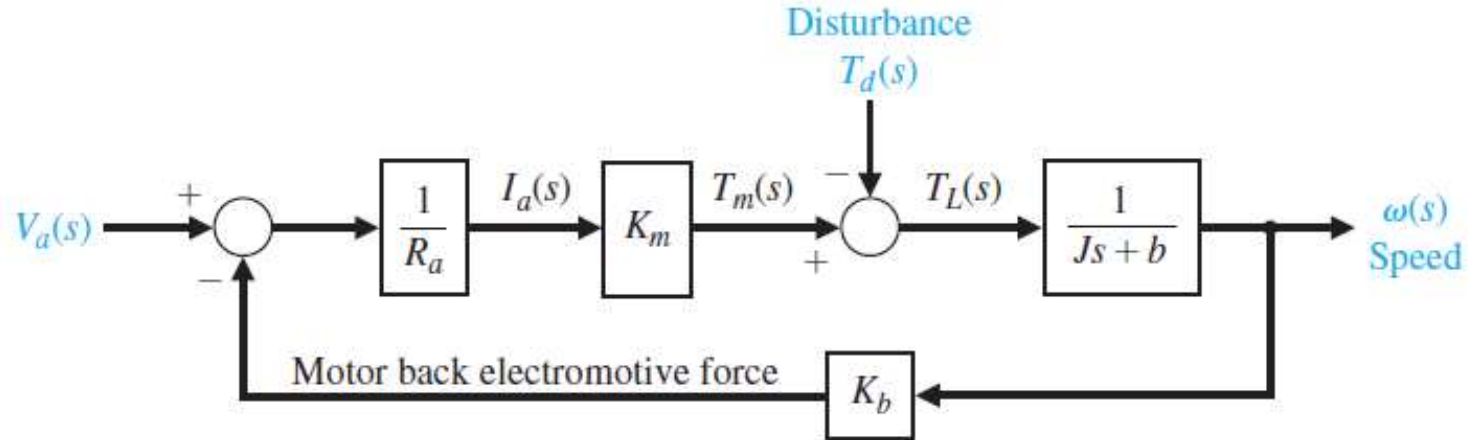 Disturbance
T_d(s)
+
V_a(s)
−
1
R_a
I_a(s)
K_m
T_m(s)
−
+
T_L(s)
1
Js + b
ω(s)
Speed
Motor back electromotive force
K_b